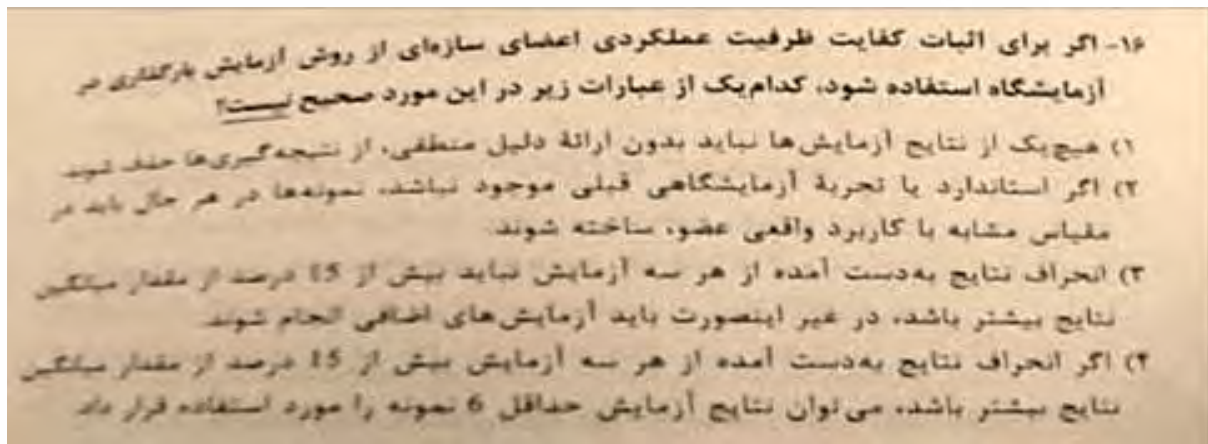 ۱۶- اگر برای اثبات کفایت ظرفیت عملکردی اعضای سازه‌ای از روش آزمایش بارگذاری در
آزمایشگاه استفاده شود، کدام‌یک از عبارات زیر در این مورد صحیح نیست؟
۱) هیچ‌یک از نتایج آزمایش‌ها نباید بدون ارائهٔ دلیل منطقی، از نتیجه‌گیری‌ها حذف شوند.
۲) اگر استاندارد یا تجربهٔ آزمایشگاهی قبلی موجود نباشد، نمونه‌ها در هر حال باید در
مقیاس مشابه با کاربرد واقعی عضو، ساخته شوند.
۳) انحراف نتایج به‌دست آمده از هر سه آزمایش نباید بیش از 15 درصد از مقدار میانگین
نتایج بیشتر باشد، در غیر اینصورت باید آزمایش‌های اضافی انجام شوند.
۴) اگر انحراف نتایج به‌دست آمده از هر سه آزمایش بیش از 15 درصد از مقدار میانگین
نتایج بیشتر باشد، می‌توان نتایج آزمایش حداقل 6 نمونه را مورد استفاده قرار داد.